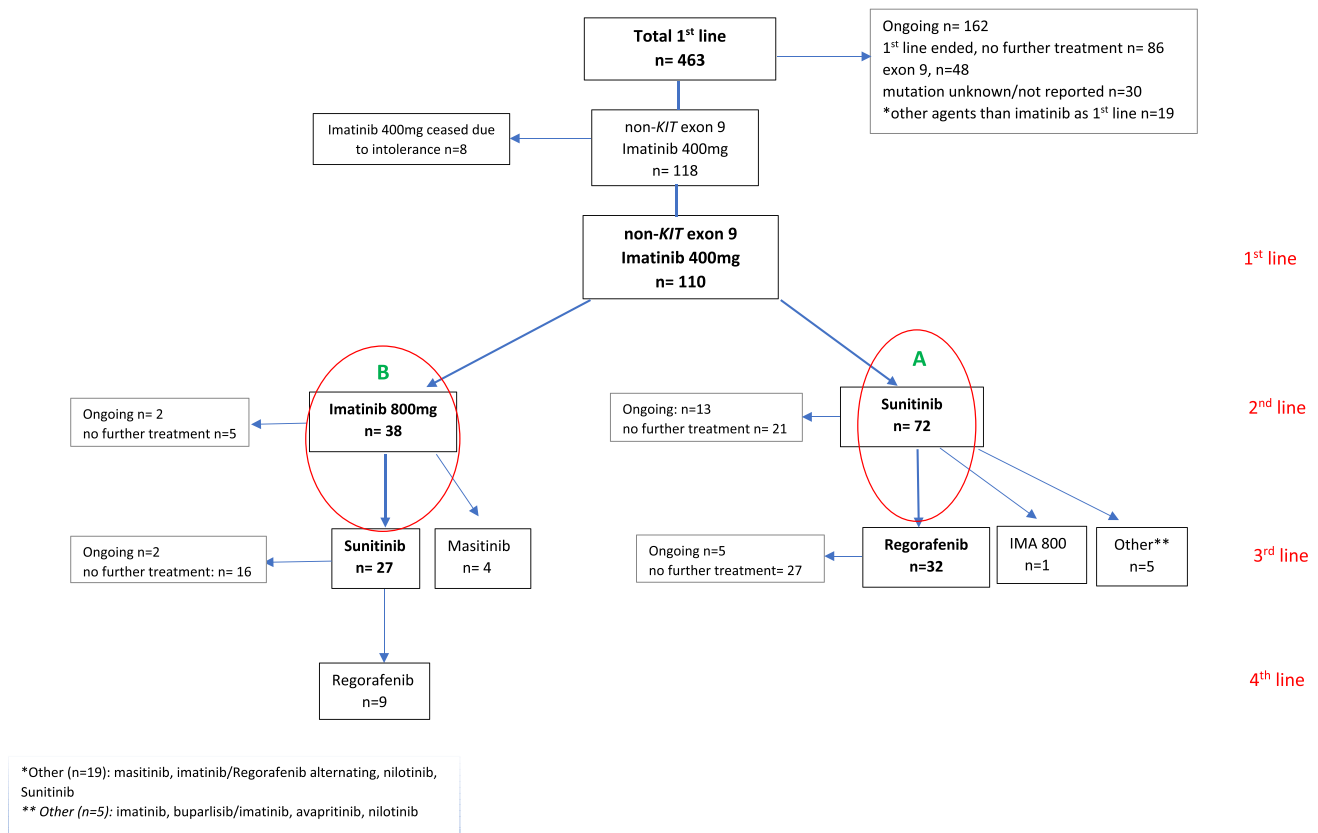 Total 1st line
n= 463
Ongoing n= 162
1st line ended, no further treatment n= 86
exon 9, n=48
mutation unknown/not reported n=30
*other agents than imatinib as 1st line n=19
Imatinib 400mg ceased due
to intolerance n=8
non-KIT exon 9
Imatinib 400mg
n= 118
non-KIT exon 9
Imatinib 400mg
n= 110
1st line
B
A
Imatinib 800mg
n= 38
Ongoing n= 2
no further treatment n=5
Ongoing: n=13
no further treatment n= 21
Sunitinib
n= 72
2nd line
Ongoing n=2
no further treatment: n= 16
Sunitinib
n= 27
Masitinib
n= 4
Ongoing n=5
no further treatment= 27
Regorafenib
n=32
IMA 800
n=1
Other**
n=5
3rd line
Regorafenib
n=9
4th line
*Other (n=19): masitinib, imatinib/Regorafenib alternating, nilotinib,
Sunitinib
** Other (n=5): imatinib, buparlisib/imatinib, avapritinib, nilotinib